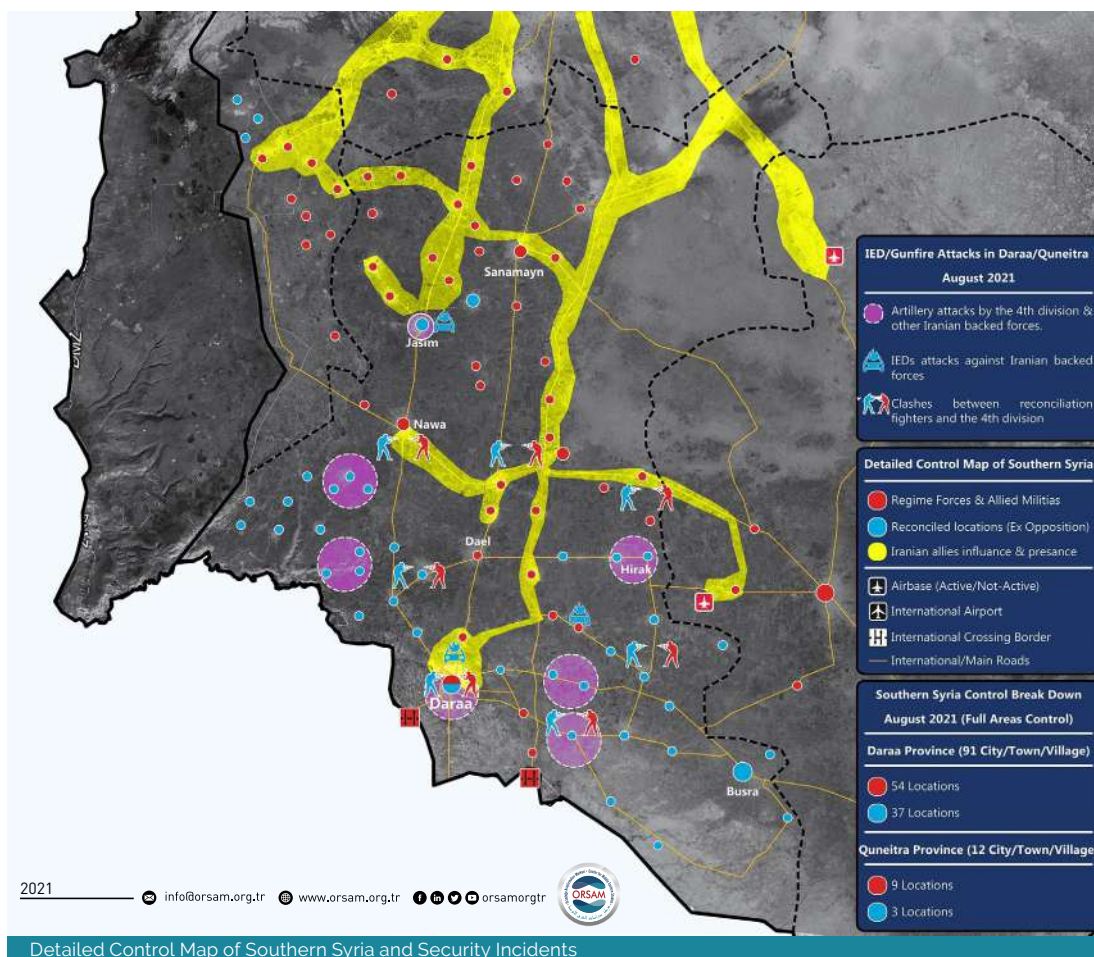 DMZ
Sanamayn
Jasim
Nawa
Dael
Hirak
Daraa
Busra
IED/Gunfire Attacks in Daraa/Quneitra
August 2021
Artillery attacks by the 4th division &
other Iranian backed forces.
IEDs attacks against Iranian backed
forces
Clashes between reconciliation
fighters and the 4th division
Detailed Control Map of Southern Syria
Regime Forces & Allied Militias
Reconciled locations (Ex Opposition)
Iranian allies influance & presance
Airbase (Active/Not-Active)
International Airport
International Crossing Border
International/Main Roads
Southern Syria Control Break Down
August 2021 (Full Areas Control)
Daraa Province (91 City/Town/Village)
54 Locations
37 Locations
Quneitra Province (12 City/Town/Village
9 Locations
3 Locations
2021
info@orsam.org.tr www.orsam.org.tr orsamorgtr
ORSAM
Detailed Control Map of Southern Syria and Security Incidents